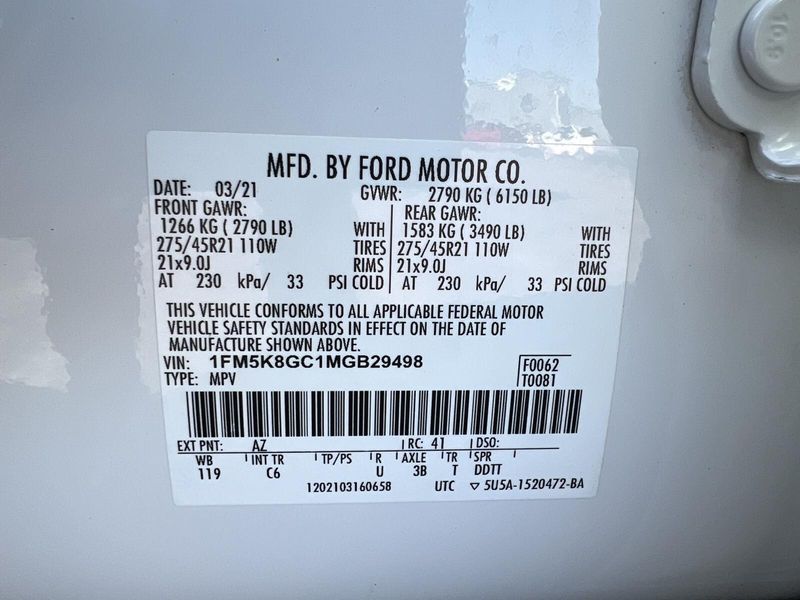 10.9
MFD. BY FORD MOTOR CO.
DATE: 03/21 GVWR: 2790 KG ( 6150 LB)
FRONT GAWR: REAR GAWR:
1266 KG ( 2790 LB) WITH 1583 KG ( 3490 LB) WITH
275/45R21 110W TIRES 275/45R21 110W TIRES
21x9.0J RIMS 21x9.0J RIMS
AT 230 kPa/ 33 PSI COLD AT 230 kPa/ 33 PSI COLD
THIS VEHICLE CONFORMS TO ALL APPLICABLE FEDERAL MOTOR
VEHICLE SAFETY STANDARDS IN EFFECT ON THE DATE OF
MANUFACTURE SHOWN ABOVE.
VIN: 1FM5K8GC1MGB29498 F0062
TYPE: MPV T0081
EXT PNT: AZ RC: 41 DSO:
WB INT TR TP/PS R AXLE TR SPR
119 C6 U 3B T DDTT
1202103160658 UTC ▽ 5U5A-1520472-BA